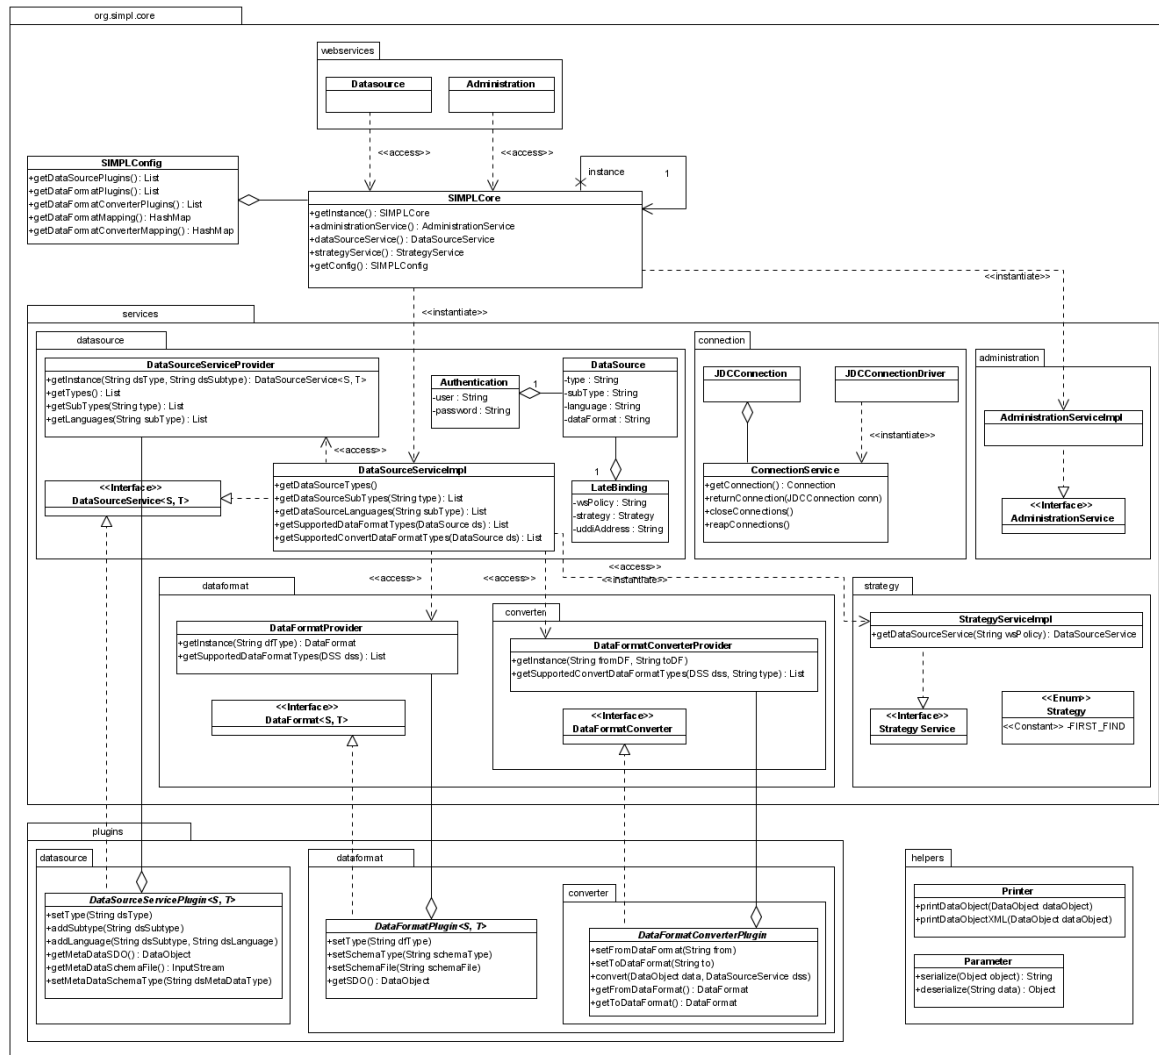 org.simpl.core
webservices
Datasource
Administration
<<access>>
<<access>>
instance
1
SIMPLConfig
+getDataSourcePlugins() : List
+getDataFormatPlugins() : List
+getDataFormatConverterPlugins() : List
+getDataFormatMapping() : HashMap
+getDataFormatConverterMapping() : HashMap
SIMPLCore
+getInstance() : SIMPLCore
+administrationService() : AdministrationService
+dataSourceService() : DataSourceService
+strategyService() : StrategyService
+getConfig() : SIMPLConfig
<<instantiate>>
<<instantiate>>
services
datasource
DataSourceServiceProvider
+getInstance(String dsType, String dsSubtype) : DataSourceService<S, T>
+getTypes() : List
+getSubTypes(String type) : List
+getLanguages(String subType) : List
Authentication
-user : String
-password : String
1
DataSource
-type : String
-subType : String
-language : String
-dataFormat : String
<<access>>
1
<<Interface>>
DataSourceService<S, T>
DataSourceServiceImpl
+getDataSourceTypes()
+getDataSourceSubTypes(String type) : List
+getDataSourceLanguages(String subType) : List
+getSupportedDataFormatTypes(DataSource ds) : List
+getSupportedConvertDataFormatTypes(DataSource ds) : List
LateBinding
-wsPolicy : String
-strategy : Strategy
-uddiAddress : String
connection
JDCConnection
JDCConnectionDriver
<<instantiate>>
ConnectionService
+getConnection() : Connection
+returnConnection(JDCConnection conn)
+closeConnections()
+reapConnections()
administration
AdministrationServiceImpl
<<Interface>>
AdministrationService
<<access>>
<<access>>
<<access>>
<<instantiate>>
dataformat
DataFormatProvider
+getInstance(String dfType) : DataFormat
+getSupportedDataFormatTypes(DSS dss) : List
<<Interface>>
DataFormat<S, T>
converter
DataFormatConverterProvider
+getInstance(String fromDF, String toDF)
+getSupportedConvertDataFormatTypes(DSS dss, String type) : List
<<Interface>>
DataFormatConverter
strategy
StrategyServiceImpl
+getDataSourceService(String wsPolicy) : DataSourceService
<<Interface>>
Strategy Service
<<Enum>>
Strategy
<<Constant>> -FIRST_FIND
plugins
datasource
DataSourceServicePlugin<S, T>
+setType(String dsType)
+addSubtype(String dsSubtype)
+addLanguage(String dsSubtype, String dsLanguage)
+getMetaDataSDO() : DataObject
+getMetaDataSchemaFile() : InputStream
+setMetaDataSchemaType(String dsMetaDataType)
dataformat
DataFormatPlugin<S, T>
+setType(String dfType)
+setSchemaType(String schemaType)
+setSchemaFile(String schemaFile)
+getSDO() : DataObject
converter
DataFormatConverterPlugin
+setFromDataFormat(String from)
+setToDataFormat(String to)
+convert(DataObject data, DataSourceService dss)
+getFromDataFormat() : DataFormat
+getToDataFormat() : DataFormat
helpers
Printer
+printDataObject(DataObject dataObject)
+printDataObjectXML(DataObject dataObject)
Parameter
+serialize(Object object) : String
+deserialize(String data) : Object